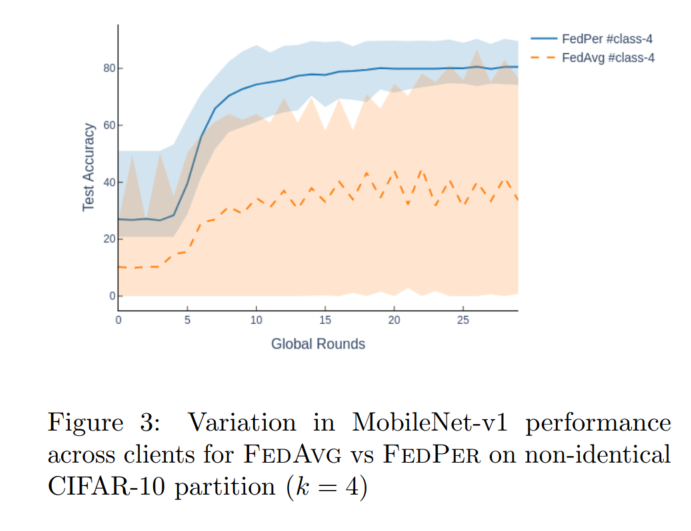 FedPer #class-4
FedAvg #class-4
80
60
40
20
0
Test Accuracy
0 5 10 15 20 25
Global Rounds
Figure 3: Variation in MobileNet-v1 performance
across clients for FEDAVG vs FEDPER on non-identical
CIFAR-10 partition (k = 4)